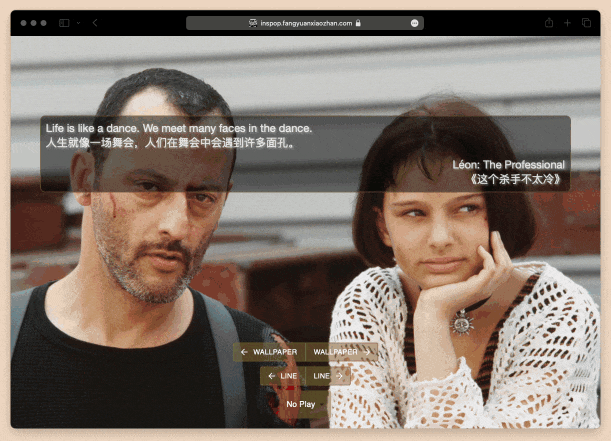 inspop.fangyuanxiaozhan.com
Life is like a dance. We meet many faces in the dance.
人生就像一场舞会，人们在舞会中会遇到许多面孔。
Léon: The Professional
《这个杀手不太冷》
← WALLPAPER WALLPAPER →
← LINE LINE →
No Play